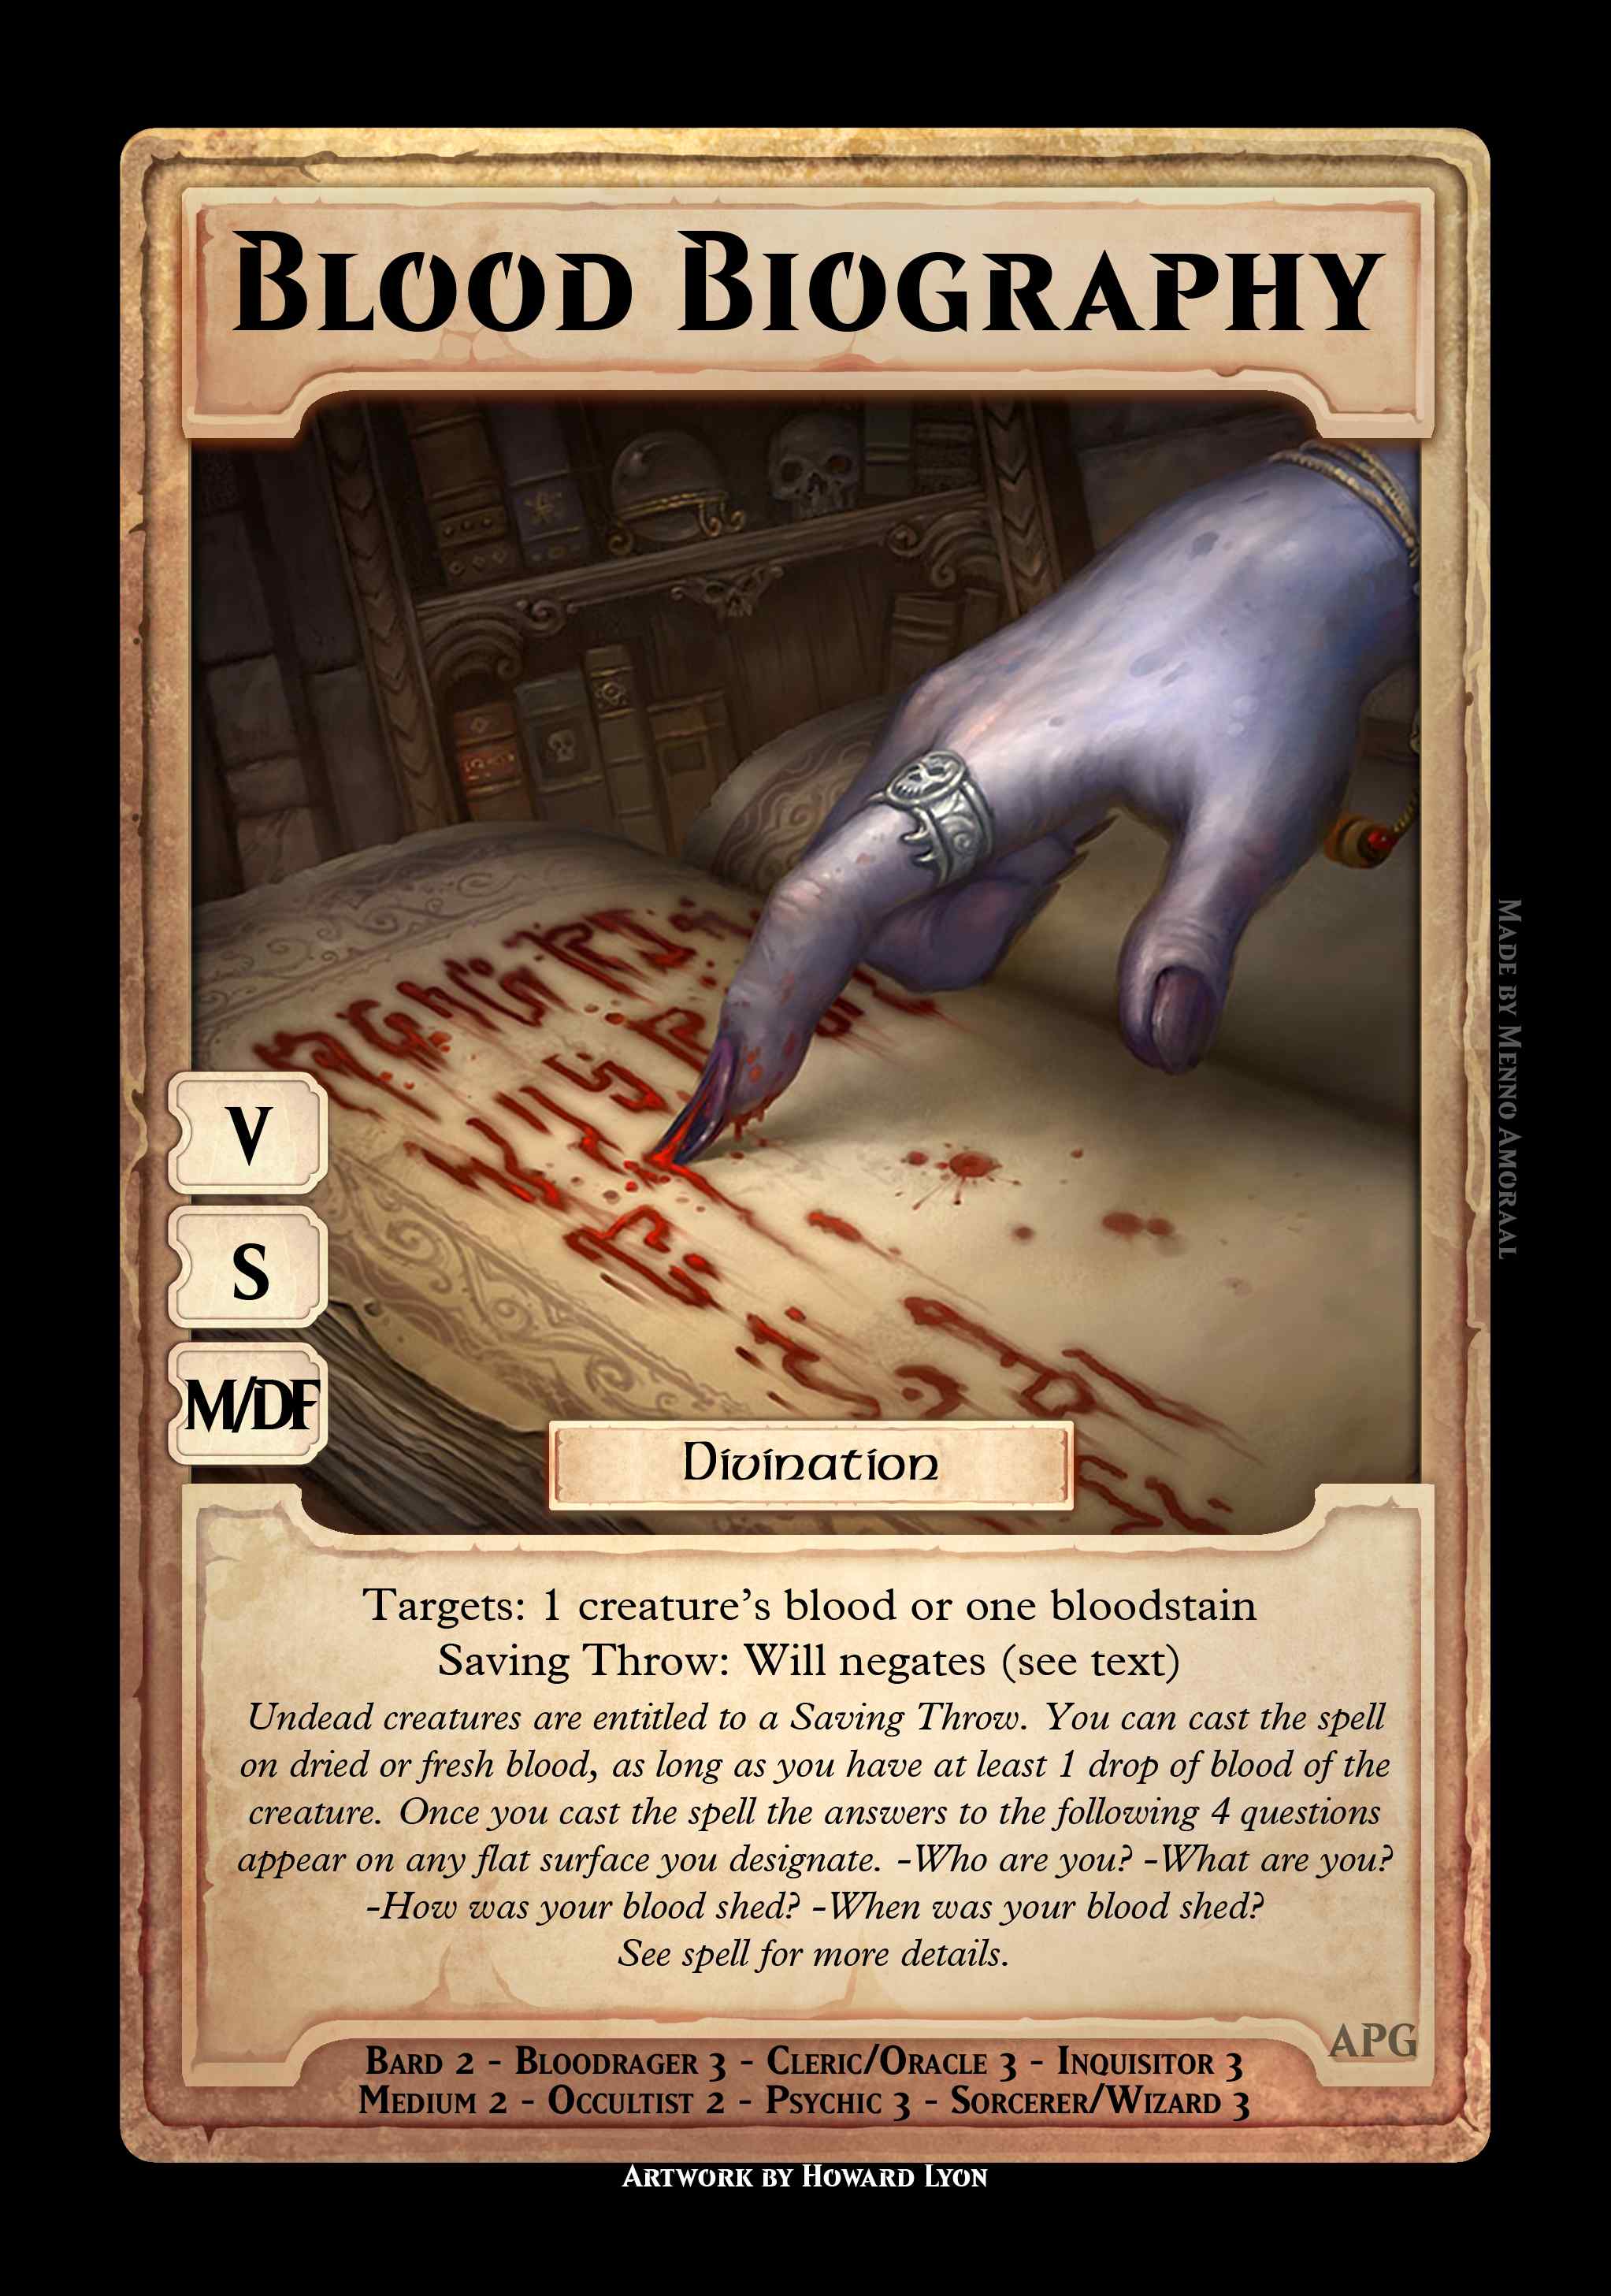 Blood Biography
V
S
M/DF
Divination
Targets: 1 creature's blood or one bloodstain
Saving Throw: Will negates (see text)
Undead creatures are entitled to a Saving Throw. You can cast the spell
on dried or fresh blood, as long as you have at least 1 drop of blood of the
creature. Once you cast the spell the answers to the following 4 questions
appear on any flat surface you designate. -Who are you? -What are you?
-How was your blood shed? -When was your blood shed?
See spell for more details.
APG
Bard 2 - Bloodrager 3 - Cleric/Oracle 3 - Inquisitor 3
Medium 2 - Occultist 2 - Psychic 3 - Sorcerer/Wizard 3
Artwork by Howard Lyon
Made by Menno Amoraal